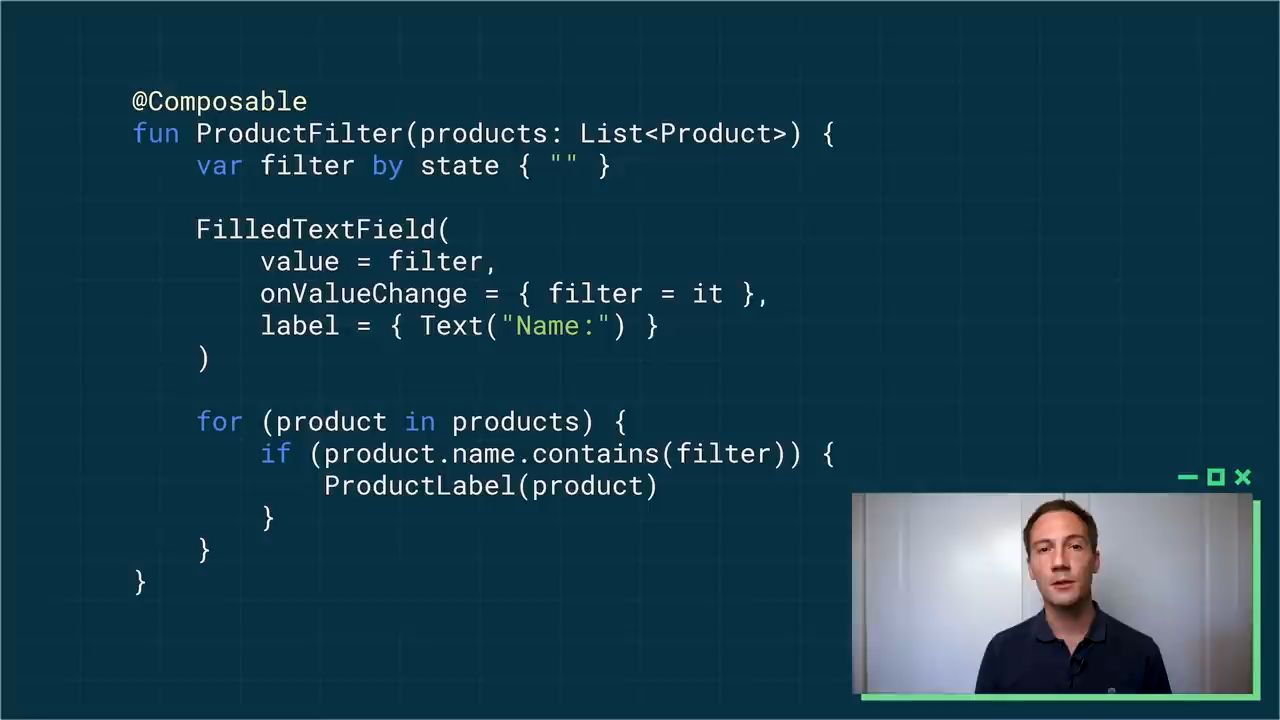 @Composable
fun ProductFilter(products: List<Product>) {
    var filter by state { "" }

    FilledTextField(
        value = filter,
        onValueChange = { filter = it },
        label = { Text("Name:") }
    )

    for (product in products) {
        if (product.name.contains(filter)) {
            ProductLabel(product)
        }
    }
}